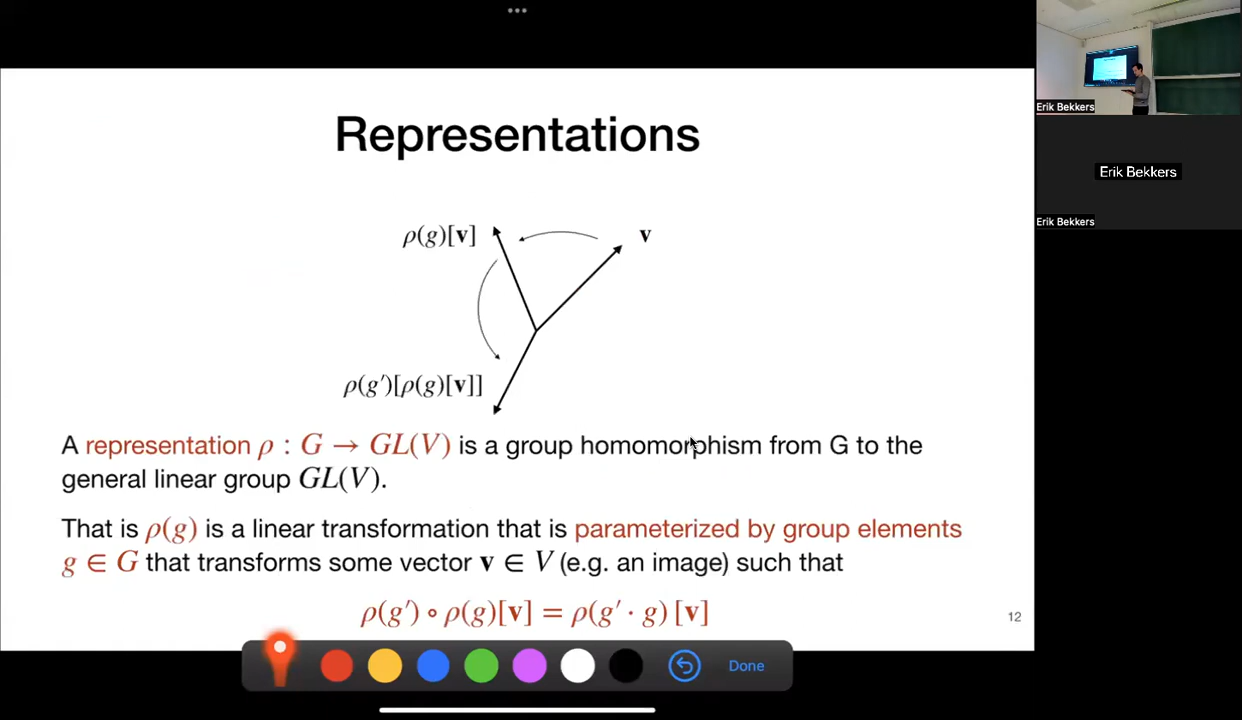 Representations
ρ(g)[v]
v
ρ(g′)[ρ(g)[v]]
A representation ρ : G → GL(V) is a group homomorphism from G to the
general linear group GL(V).
That is ρ(g) is a linear transformation that is parameterized by group elements
g ∈ G that transforms some vector v ∈ V (e.g. an image) such that
ρ(g′) ∘ ρ(g)[v] = ρ(g′ · g) [v]
12
Done
Erik Bekkers
Erik Bekkers
Erik Bekkers